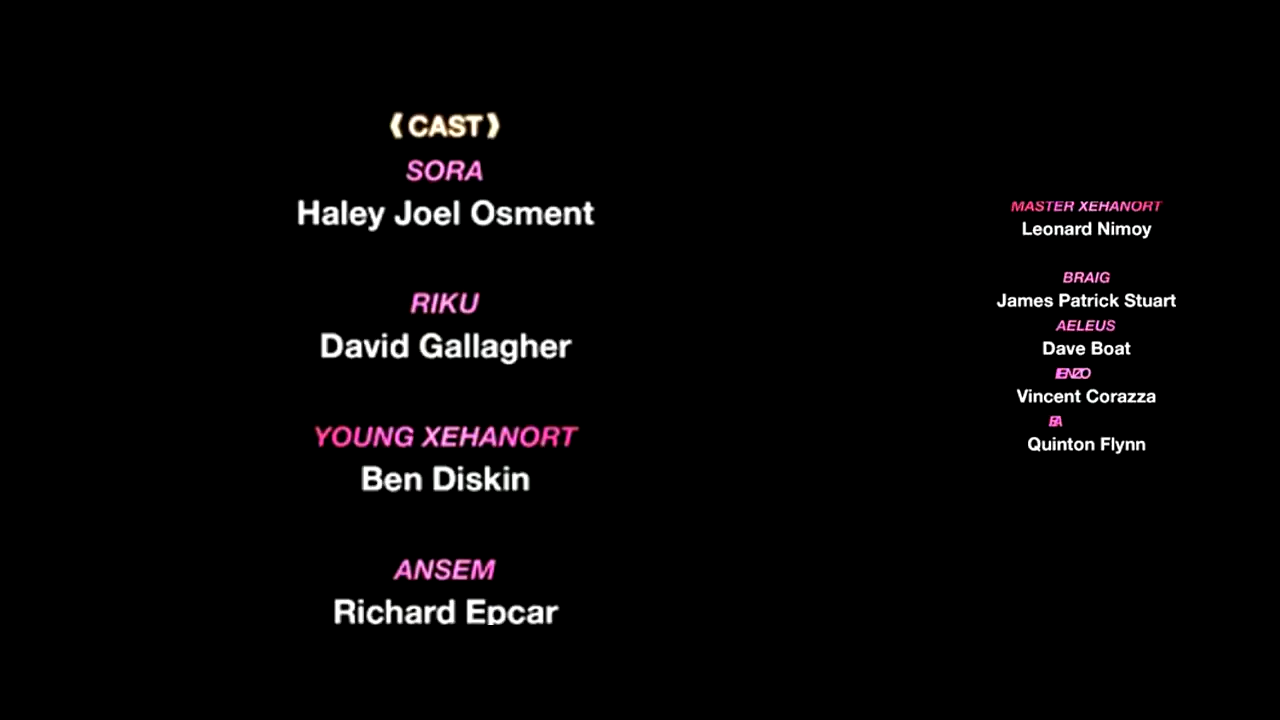 ❨CAST❩
SORA
Haley Joel Osment
RIKU
David Gallagher
YOUNG XEHANORT
Ben Diskin
ANSEM
Richard Epcar
MASTER XEHANORT
Leonard Nimoy
BRAIG
James Patrick Stuart
AELEUS
Dave Boat
IENZO
Vincent Corazza
Quinton Flynn